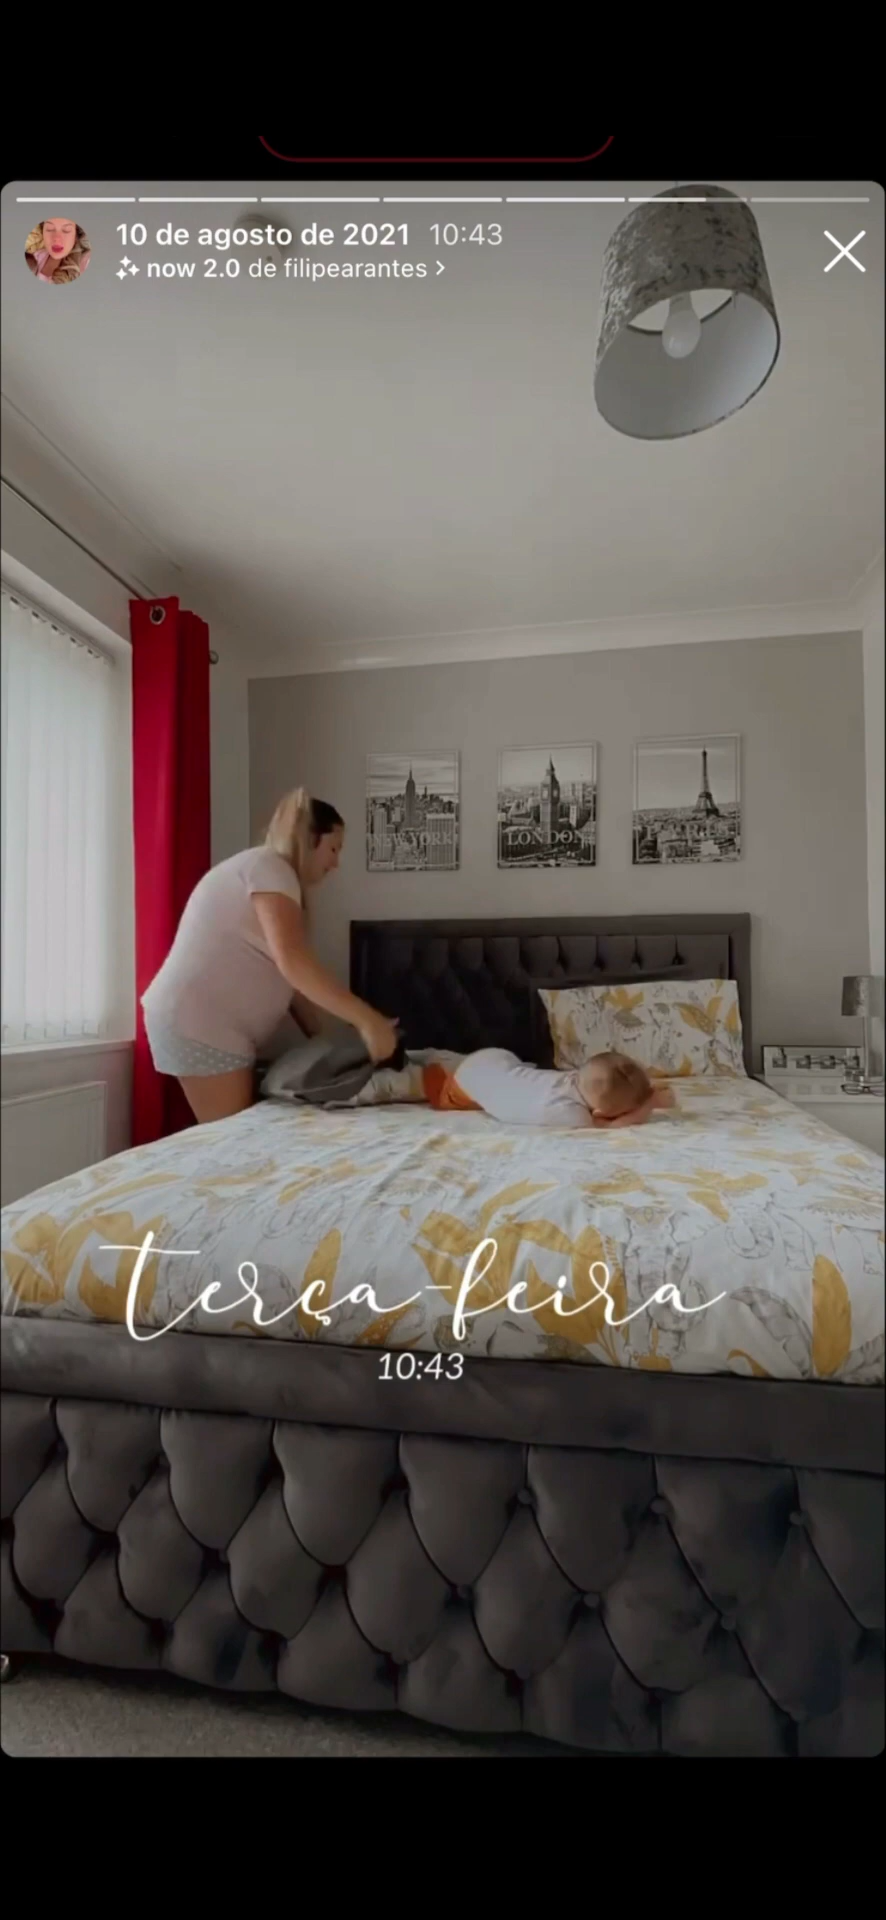 10 de agosto de 2021 10:43
now 2.0 de filipearantes >
NEW YORK
LONDON
PARIS
terça-feira
10:43